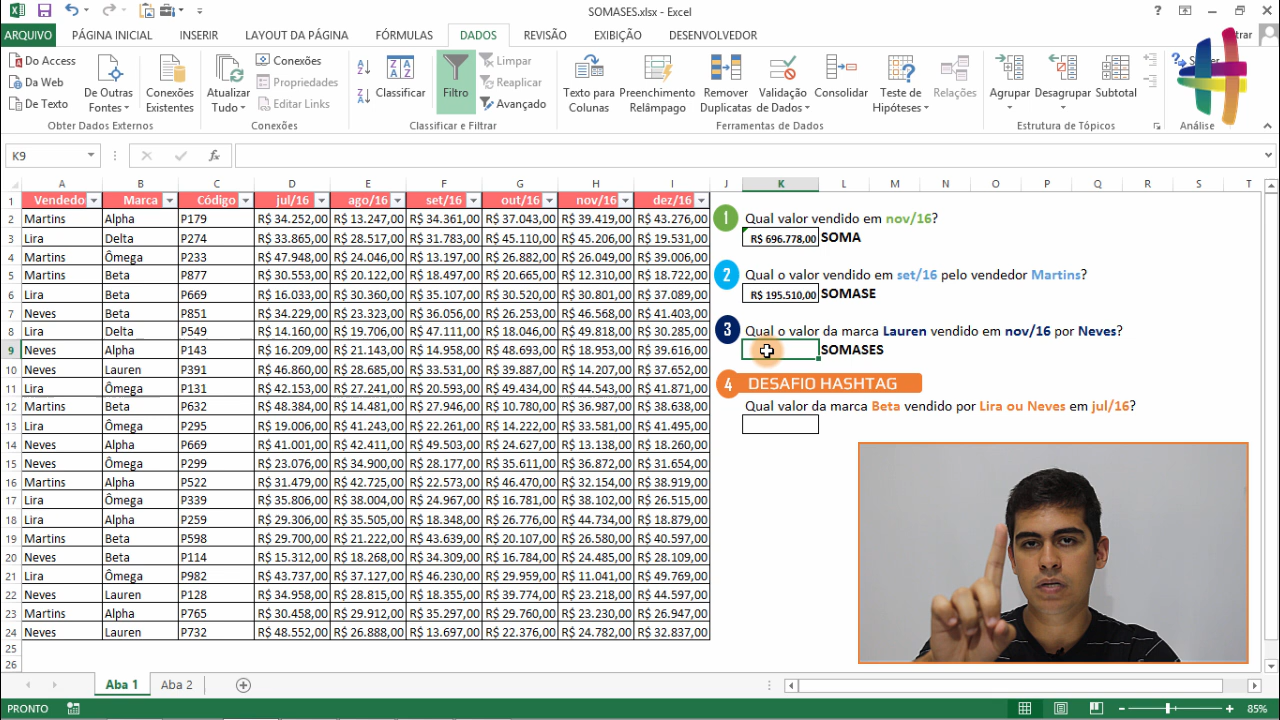 SOMASES.xlsx - Excel
ARQUIVO PÁGINA INICIAL INSERIR LAYOUT DA PÁGINA FÓRMULAS DADOS REVISÃO EXIBIÇÃO DESENVOLVEDOR
Do Access
Da Web
De Texto
De Outras Fontes
Conexões Existentes
Obter Dados Externos
Atualizar Tudo
Conexões
Propriedades
Editar Links
Conexões
Classificar
Filtro
Limpar
Reaplicar
Avançado
Classificar e Filtrar
Texto para Colunas
Preenchimento Relâmpago
Remover Duplicatas
Validação de Dados
Consolidar
Teste de Hipóteses
Relações
Ferramentas de Dados
Agrupar
Desagrupar
Subtotal
Estrutura de Tópicos
Análise
K9
fx
A B C D E F G H I J K L M N O P Q R S T
1 Vendedo Marca Código jul/16 ago/16 set/16 out/16 nov/16 dez/16
2 Martins Alpha P179 R$ 34.252,00 R$ 13.247,00 R$ 34.361,00 R$ 37.043,00 R$ 39.419,00 R$ 43.276,00
3 Lira Delta P274 R$ 33.865,00 R$ 28.517,00 R$ 31.783,00 R$ 45.110,00 R$ 45.206,00 R$ 19.531,00
4 Martins Ômega P233 R$ 47.948,00 R$ 24.046,00 R$ 13.197,00 R$ 26.882,00 R$ 26.049,00 R$ 39.006,00
5 Martins Beta P877 R$ 30.553,00 R$ 20.122,00 R$ 18.497,00 R$ 20.665,00 R$ 12.310,00 R$ 18.722,00
6 Lira Beta P669 R$ 16.033,00 R$ 30.360,00 R$ 35.107,00 R$ 30.520,00 R$ 30.801,00 R$ 37.089,00
7 Neves Beta P851 R$ 34.229,00 R$ 23.323,00 R$ 36.056,00 R$ 26.253,00 R$ 46.568,00 R$ 41.403,00
8 Lira Delta P549 R$ 14.160,00 R$ 19.706,00 R$ 47.111,00 R$ 18.046,00 R$ 49.818,00 R$ 30.285,00
9 Neves Alpha P143 R$ 16.209,00 R$ 21.143,00 R$ 14.958,00 R$ 48.693,00 R$ 18.953,00 R$ 39.616,00
10 Neves Lauren P391 R$ 46.860,00 R$ 28.685,00 R$ 33.531,00 R$ 39.887,00 R$ 14.207,00 R$ 37.652,00
11 Lira Ômega P131 R$ 42.153,00 R$ 27.241,00 R$ 20.593,00 R$ 49.434,00 R$ 44.543,00 R$ 41.871,00
12 Martins Beta P632 R$ 48.384,00 R$ 14.481,00 R$ 27.946,00 R$ 10.780,00 R$ 36.987,00 R$ 38.638,00
13 Lira Ômega P295 R$ 19.006,00 R$ 41.243,00 R$ 22.261,00 R$ 14.222,00 R$ 33.581,00 R$ 41.495,00
14 Neves Alpha P669 R$ 41.001,00 R$ 42.411,00 R$ 49.503,00 R$ 24.627,00 R$ 13.138,00 R$ 18.260,00
15 Neves Ômega P299 R$ 23.076,00 R$ 34.900,00 R$ 28.177,00 R$ 35.611,00 R$ 36.872,00 R$ 31.654,00
16 Martins Alpha P522 R$ 31.479,00 R$ 42.725,00 R$ 22.573,00 R$ 46.470,00 R$ 32.154,00 R$ 38.919,00
17 Lira Ômega P339 R$ 35.806,00 R$ 38.004,00 R$ 24.967,00 R$ 16.781,00 R$ 38.102,00 R$ 26.515,00
18 Lira Alpha P259 R$ 29.306,00 R$ 35.505,00 R$ 18.348,00 R$ 26.776,00 R$ 44.734,00 R$ 18.879,00
19 Martins Beta P598 R$ 29.700,00 R$ 21.222,00 R$ 43.639,00 R$ 20.107,00 R$ 26.580,00 R$ 40.597,00
20 Neves Beta P114 R$ 15.312,00 R$ 18.268,00 R$ 34.309,00 R$ 16.784,00 R$ 24.485,00 R$ 28.109,00
21 Lira Ômega P982 R$ 43.737,00 R$ 37.127,00 R$ 46.230,00 R$ 29.959,00 R$ 11.041,00 R$ 49.769,00
22 Neves Lauren P128 R$ 34.958,00 R$ 35.815,00 R$ 18.355,00 R$ 39.774,00 R$ 23.218,00 R$ 44.597,00
23 Martins Alpha P765 R$ 30.458,00 R$ 29.912,00 R$ 35.297,00 R$ 29.760,00 R$ 23.230,00 R$ 26.947,00
24 Neves Lauren P732 R$ 48.552,00 R$ 26.888,00 R$ 13.697,00 R$ 22.376,00 R$ 24.782,00 R$ 32.837,00
25
26
1 Qual valor vendido em nov/16?
R$ 696.778,00 SOMA
2 Qual o valor vendido em set/16 pelo vendedor Martins?
R$ 195.510,00 SOMASE
3 Qual o valor da marca Lauren vendido em nov/16 por Neves?
SOMASES
4 DESAFIO HASHTAG
Qual valor da marca Beta vendido por Lira ou Neves em jul/16?
Aba 1 Aba 2
PRONTO
85%